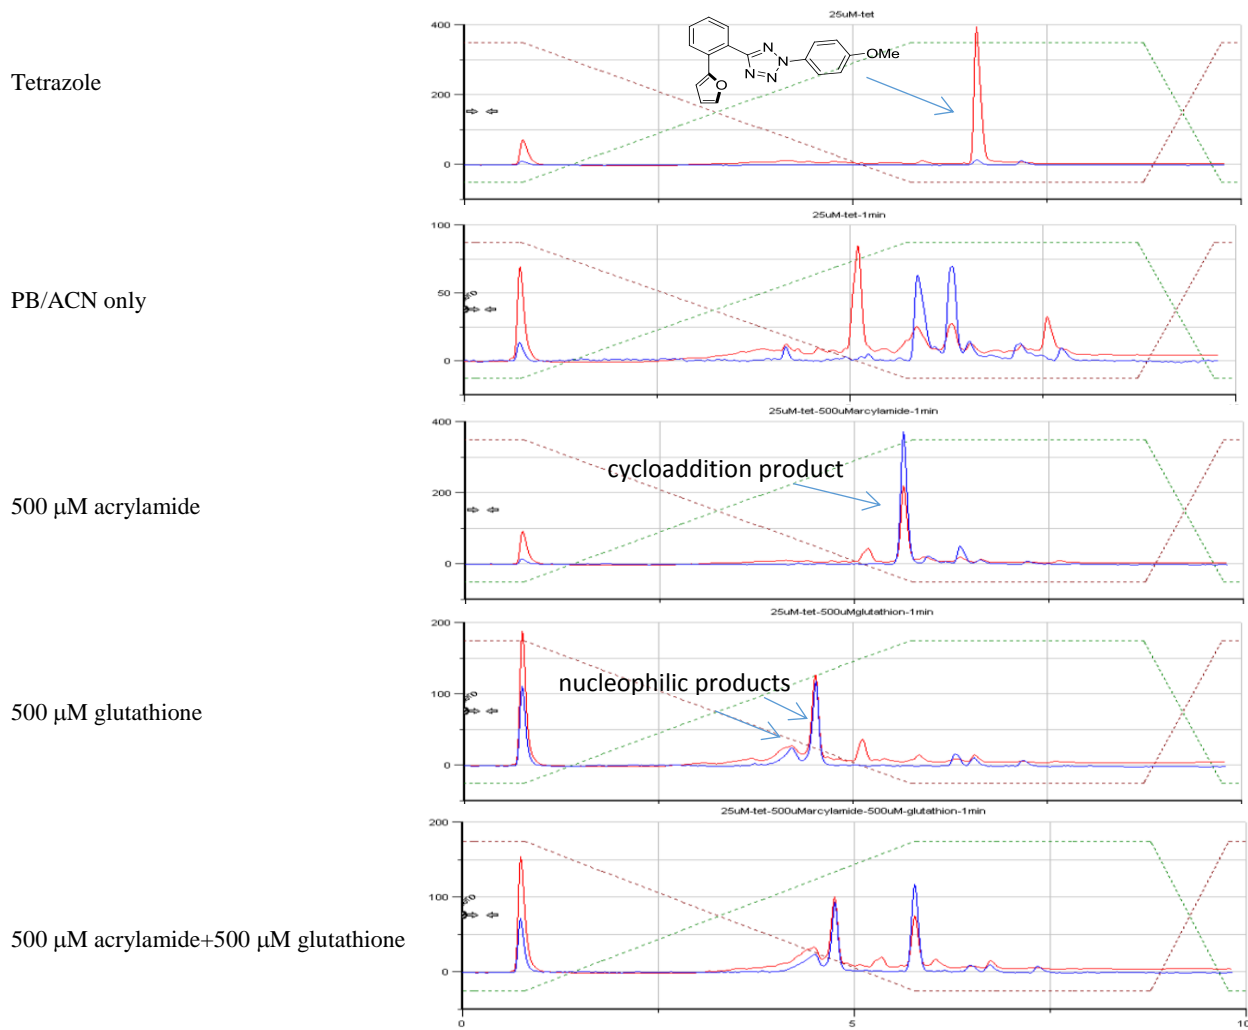 25uM-tet
400
200
0
Tetrazole
N
N
N
N
O
OMe
25uM-tet-1min
100
50
0
PB/ACN only
25uM-tet-500uMarcylamide-1min
400
200
0
cycloaddition product
500 μM acrylamide
25uM-tet-500uMglutathion-1min
200
100
0
nucleophilic products
500 μM glutathione
25uM-tet-500uMarcylamide-500uM-glutathion-1min
200
100
0
500 μM acrylamide+500 μM glutathione
0
5
10